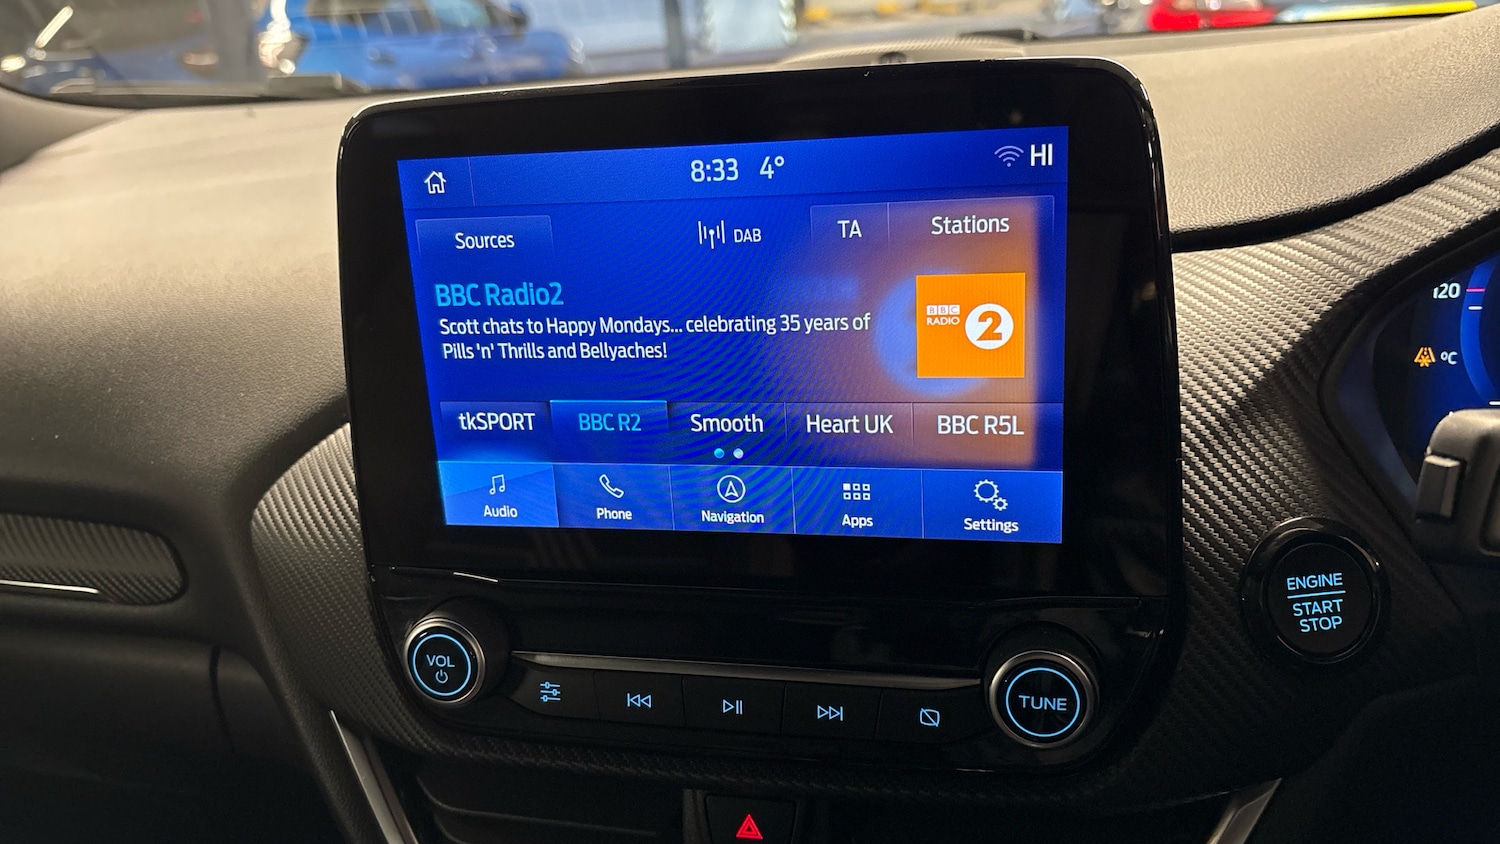 8:33 4° HI
Sources
DAB
TA
Stations
BBC Radio2
Scott chats to Happy Mondays... celebrating 35 years of
Pills 'n' Thrills and Bellyaches!
BBC
RADIO
2
tkSPORT
BBC R2
Smooth
Heart UK
BBC R5L
Audio
Phone
Navigation
Apps
Settings
120
°C
ENGINE
START
STOP
VOL
TUNE